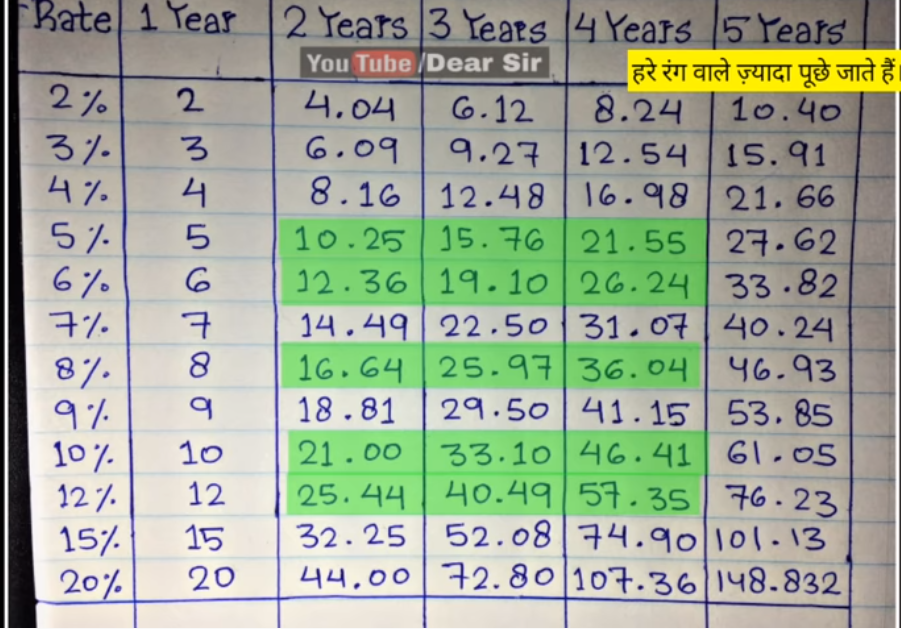 Rate 1 Year 2 Years 3 Years 4 Years 5 Years
YouTube /Dear Sir
हरे रंग वाले ज़्यादा पूछे जाते हैं।
2% 2 4.04 6.12 8.24 10.40
3% 3 6.09 9.27 12.54 15.91
4% 4 8.16 12.48 16.98 21.66
5% 5 10.25 15.76 21.55 27.62
6% 6 12.36 19.10 26.24 33.82
7% 7 14.49 22.50 31.07 40.24
8% 8 16.64 25.97 36.04 46.93
9% 9 18.81 29.50 41.15 53.85
10% 10 21.00 33.10 46.41 61.05
12% 12 25.44 40.49 57.35 76.23
15% 15 32.25 52.08 74.90 101.13
20% 20 44.00 72.80 107.36 148.832